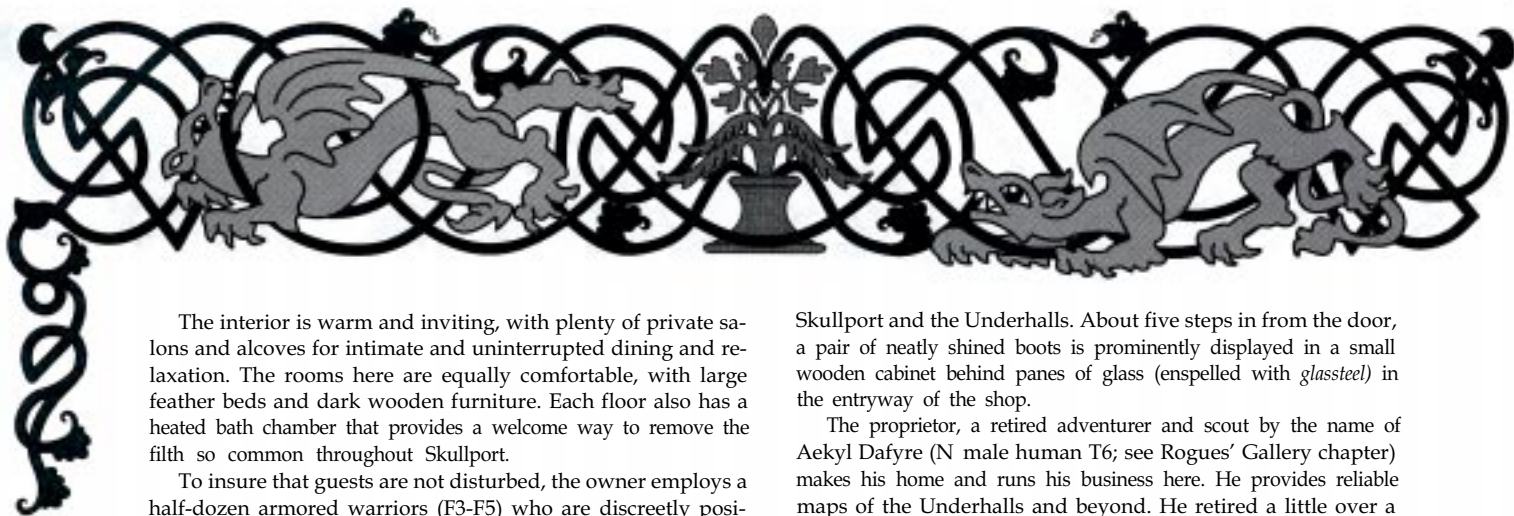 The interior is warm and inviting, with plenty of private sa-
lons and alcoves for intimate and uninterrupted dining and re-
laxation. The rooms here are equally comfortable, with large
feather beds and dark wooden furniture. Each floor also has a
heated bath chamber that provides a welcome way to remove the
filth so common throughout Skullport.
To insure that guests are not disturbed, the owner employs a
half-dozen armored warriors (F3-F5) who are discreetly posi-
Skullport and the Underhalls. About five steps in from the door,
a pair of neatly shined boots is prominently displayed in a small
wooden cabinet behind panes of glass (enspelled with glassteel) in
the entryway of the shop.
The proprietor, a retired adventurer and scout by the name of
Aekyl Dafyre (N male human T6; see Rogues’ Gallery chapter)
makes his home and runs his business here. He provides reliable
maps of the Underhalls and beyond. He retired a little over a